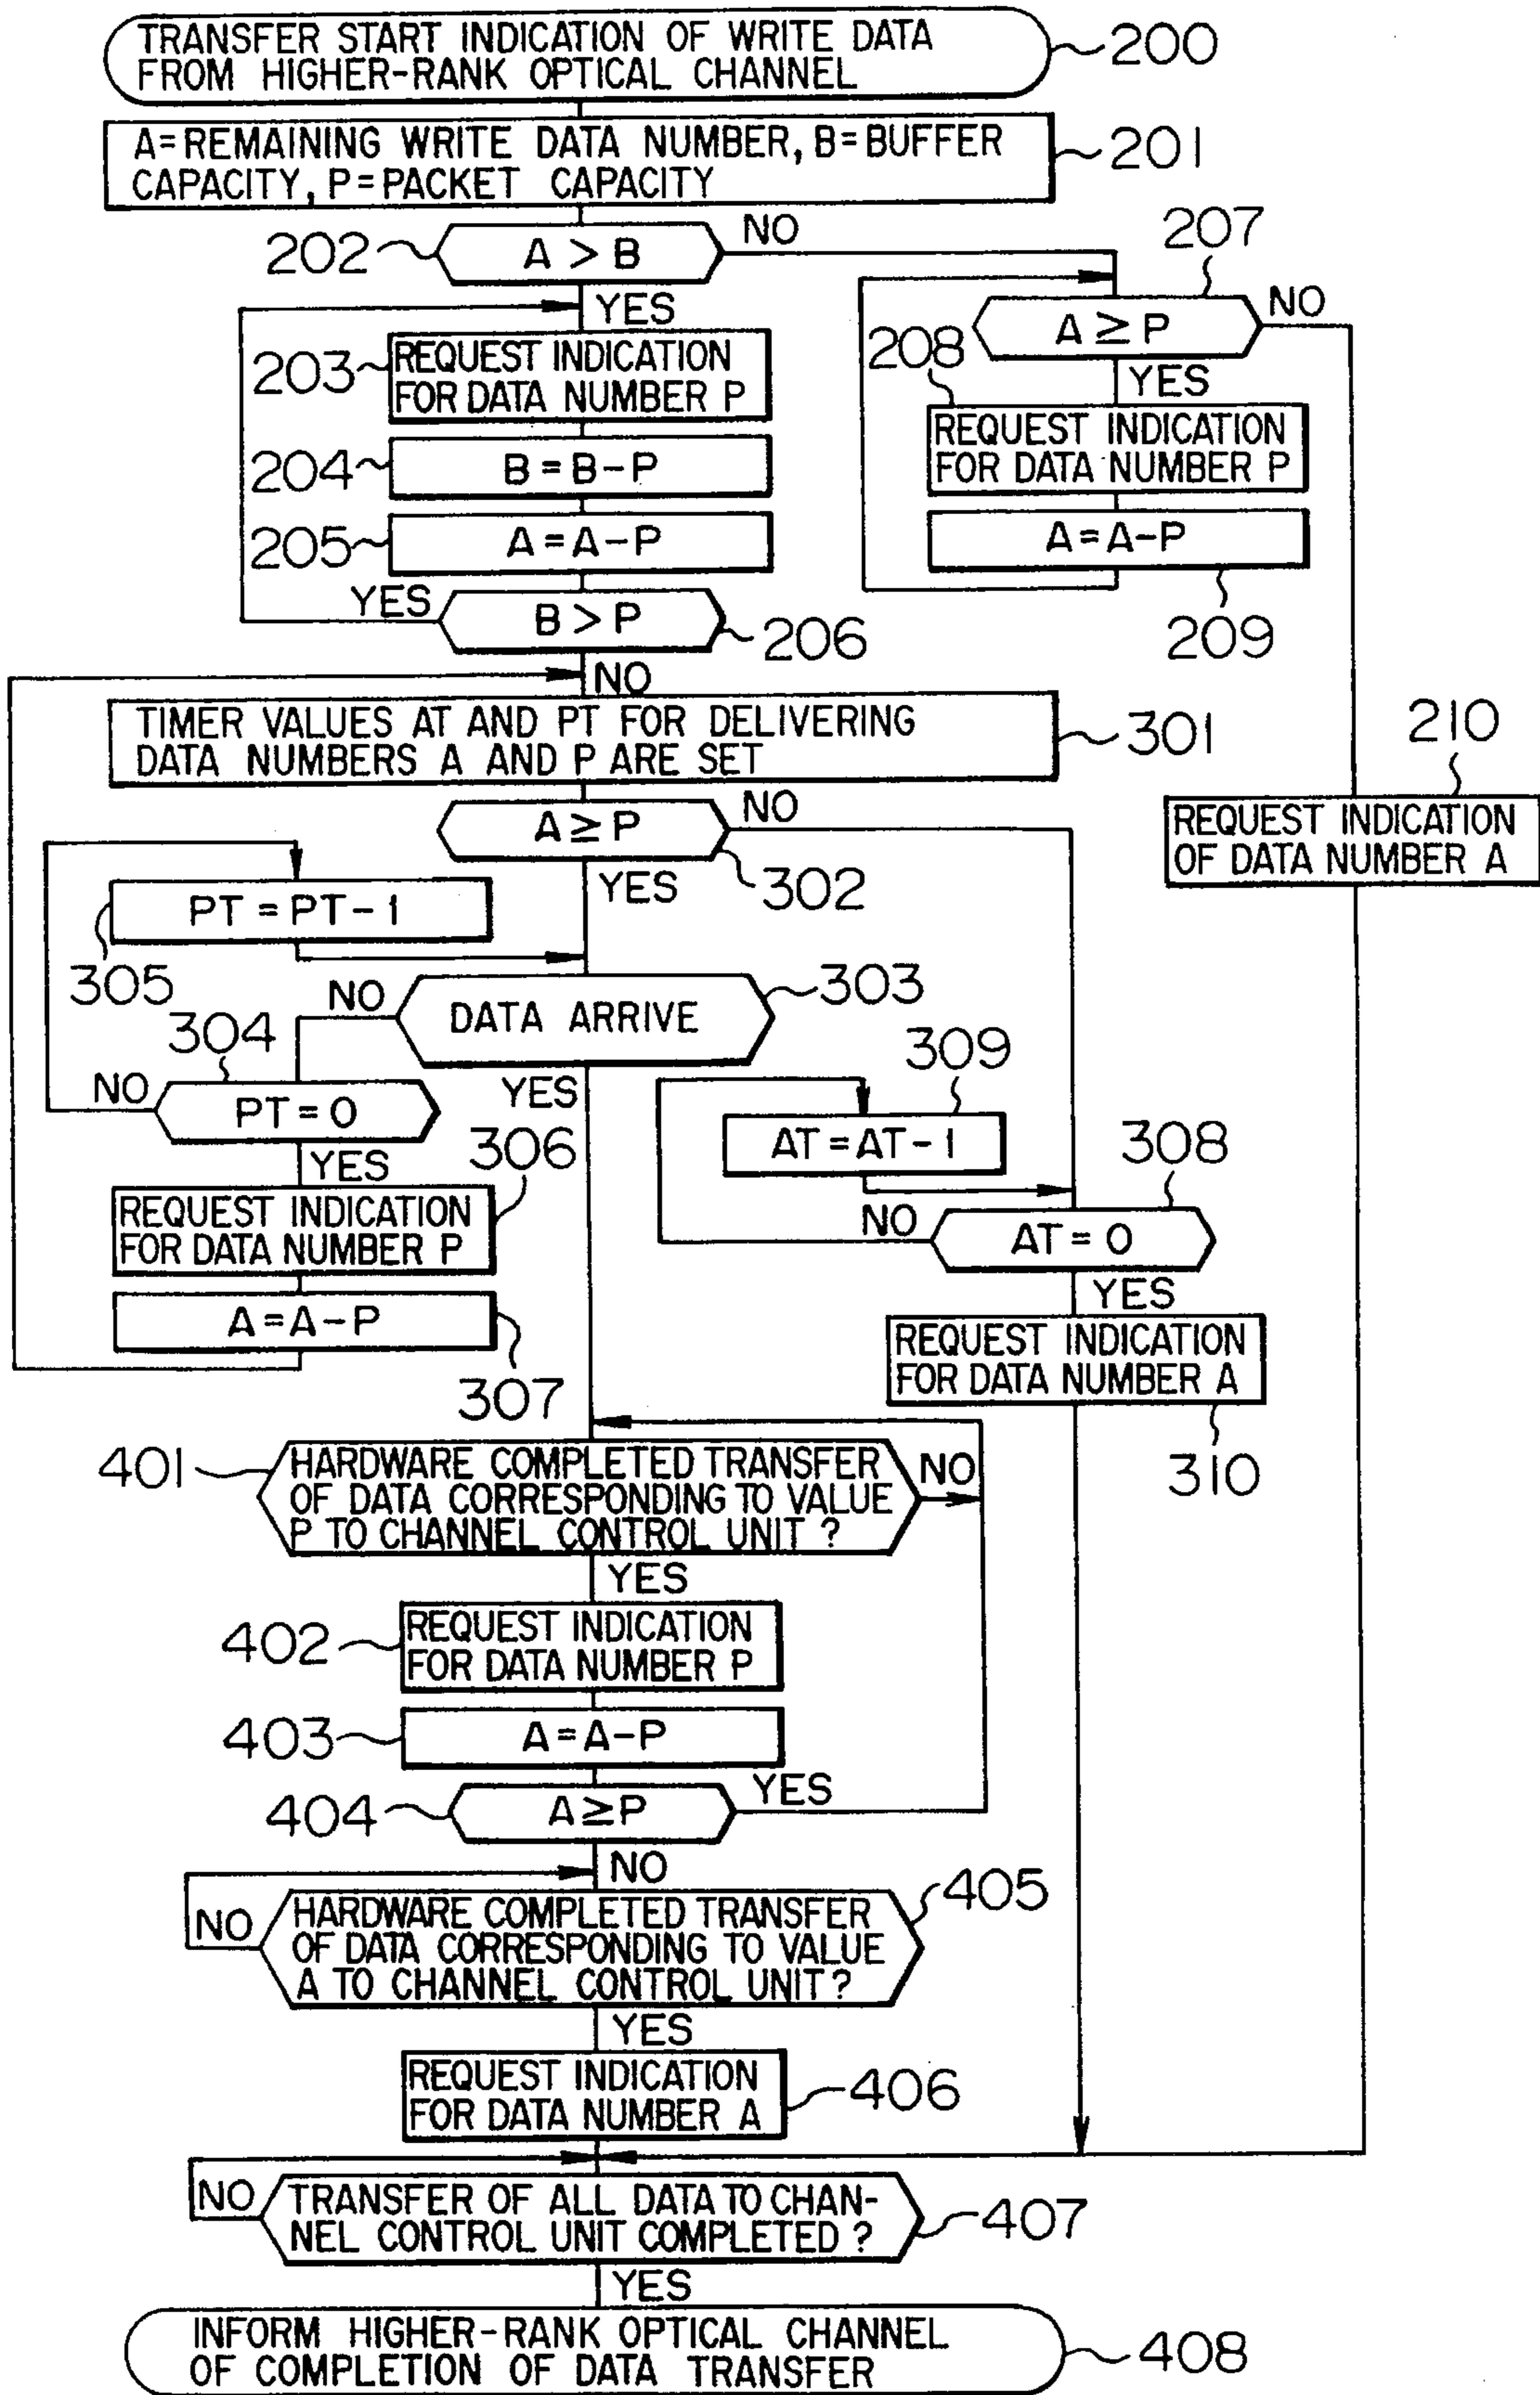 TRANSFER START INDICATION OF WRITE DATA
FROM HIGHER-RANK OPTICAL CHANNEL
200
A=REMAINING WRITE DATA NUMBER, B=BUFFER
CAPACITY, P=PACKET CAPACITY
201
202
A > B
NO
207
YES
A ≥ P
NO
203
REQUEST INDICATION
FOR DATA NUMBER P
208
YES
REQUEST INDICATION
FOR DATA NUMBER P
204
B = B-P
205
A = A-P
A = A-P
209
YES
B > P
206
NO
TIMER VALUES AT AND PT FOR DELIVERING
DATA NUMBERS A AND P ARE SET
301
210
REQUEST INDICATION
OF DATA NUMBER A
A ≥ P
NO
302
YES
PT = PT-1
305
NO
DATA ARRIVE
303
304
YES
309
NO
PT = 0
AT = AT-1
308
YES
306
REQUEST INDICATION
FOR DATA NUMBER P
NO
AT = 0
YES
A = A-P
307
REQUEST INDICATION
FOR DATA NUMBER A
310
401
HARDWARE COMPLETED TRANSFER
OF DATA CORRESPONDING TO VALUE
P TO CHANNEL CONTROL UNIT ?
NO
YES
402
REQUEST INDICATION
FOR DATA NUMBER P
403
A = A-P
404
A ≥ P
YES
NO
405
NO
HARDWARE COMPLETED TRANSFER
OF DATA CORRESPONDING TO VALUE
A TO CHANNEL CONTROL UNIT ?
YES
REQUEST INDICATION
FOR DATA NUMBER A
406
NO
TRANSFER OF ALL DATA TO CHAN-
NEL CONTROL UNIT COMPLETED ?
407
YES
INFORM HIGHER-RANK OPTICAL CHANNEL
OF COMPLETION OF DATA TRANSFER
408